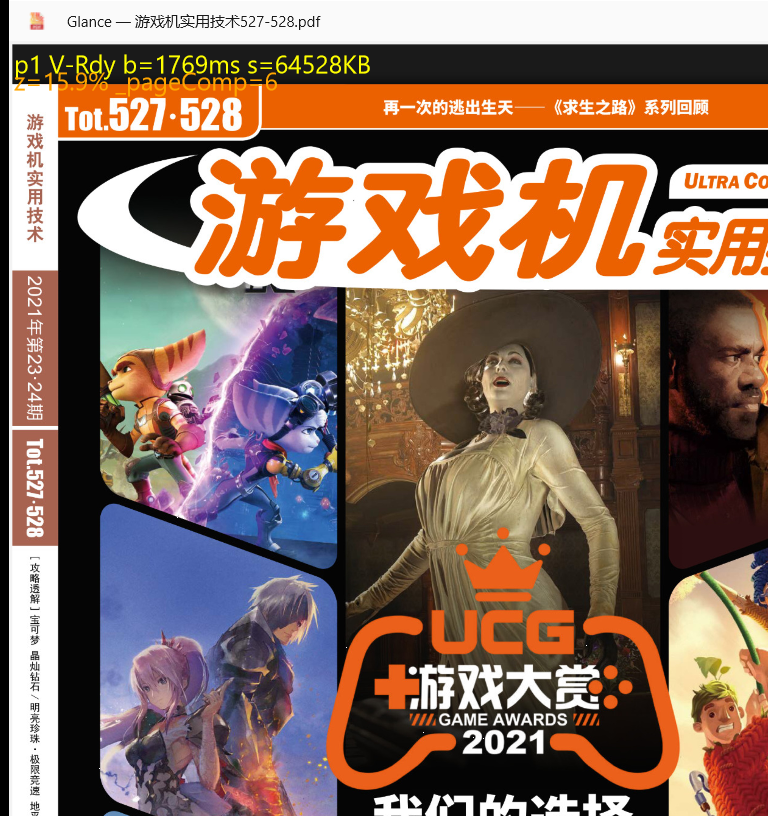 Glance — 游戏机实用技术527-528.pdf
p1 V-Rdy b=1769ms s=64528KB
z=15.9% _pageComp=6
Tot.527·528
再一次的逃出生天——《求生之路》系列回顾
游戏机
ULTRA CO
实用
游戏机实用技术
2021年第23·24期
Tot.527·528
[攻略透解] 宝可梦 晶灿钻石/明亮珍珠·极限竞速 地平
UCG
游戏大赏
GAME AWARDS
2021
我们的选择